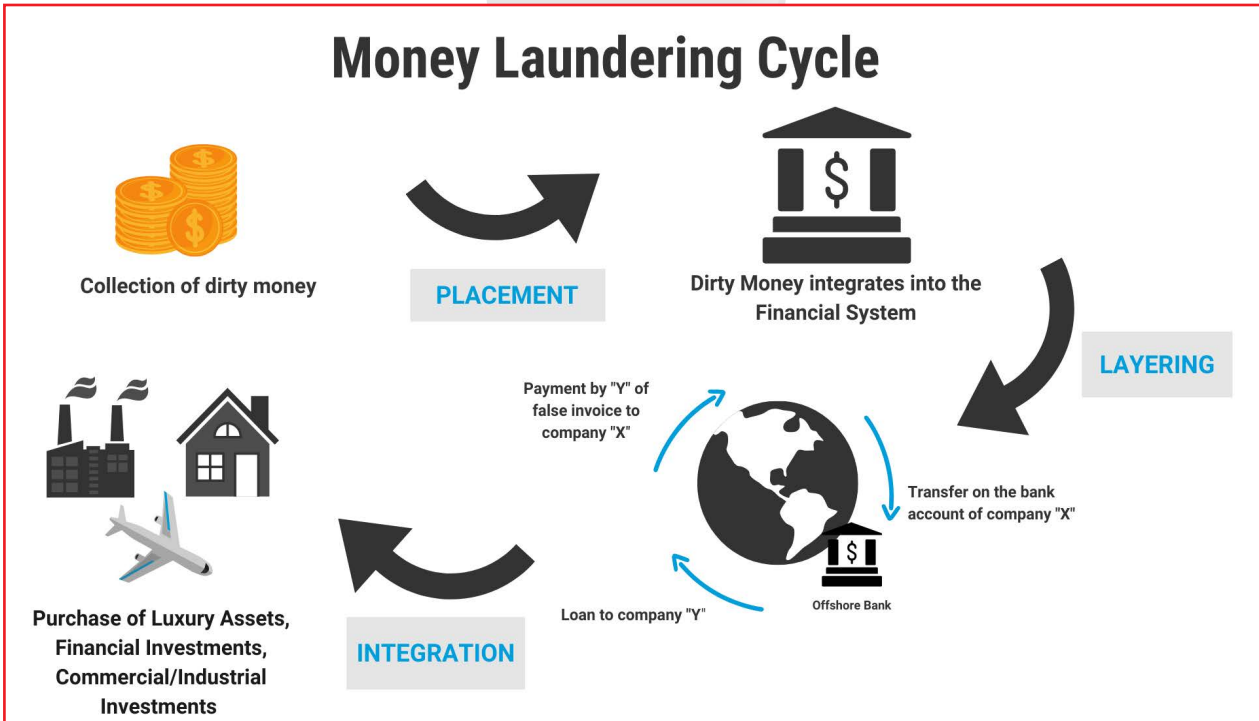 Money Laundering Cycle
$
$
$
$
Collection of dirty money
PLACEMENT
Dirty Money integrates into the
Financial System
LAYERING
Payment by "Y" of
false invoice to
company "X"
Transfer on the bank
account of company "X"
$
Offshore Bank
Loan to company "Y"
INTEGRATION
Purchase of Luxury Assets,
Financial Investments,
Commercial/Industrial
Investments